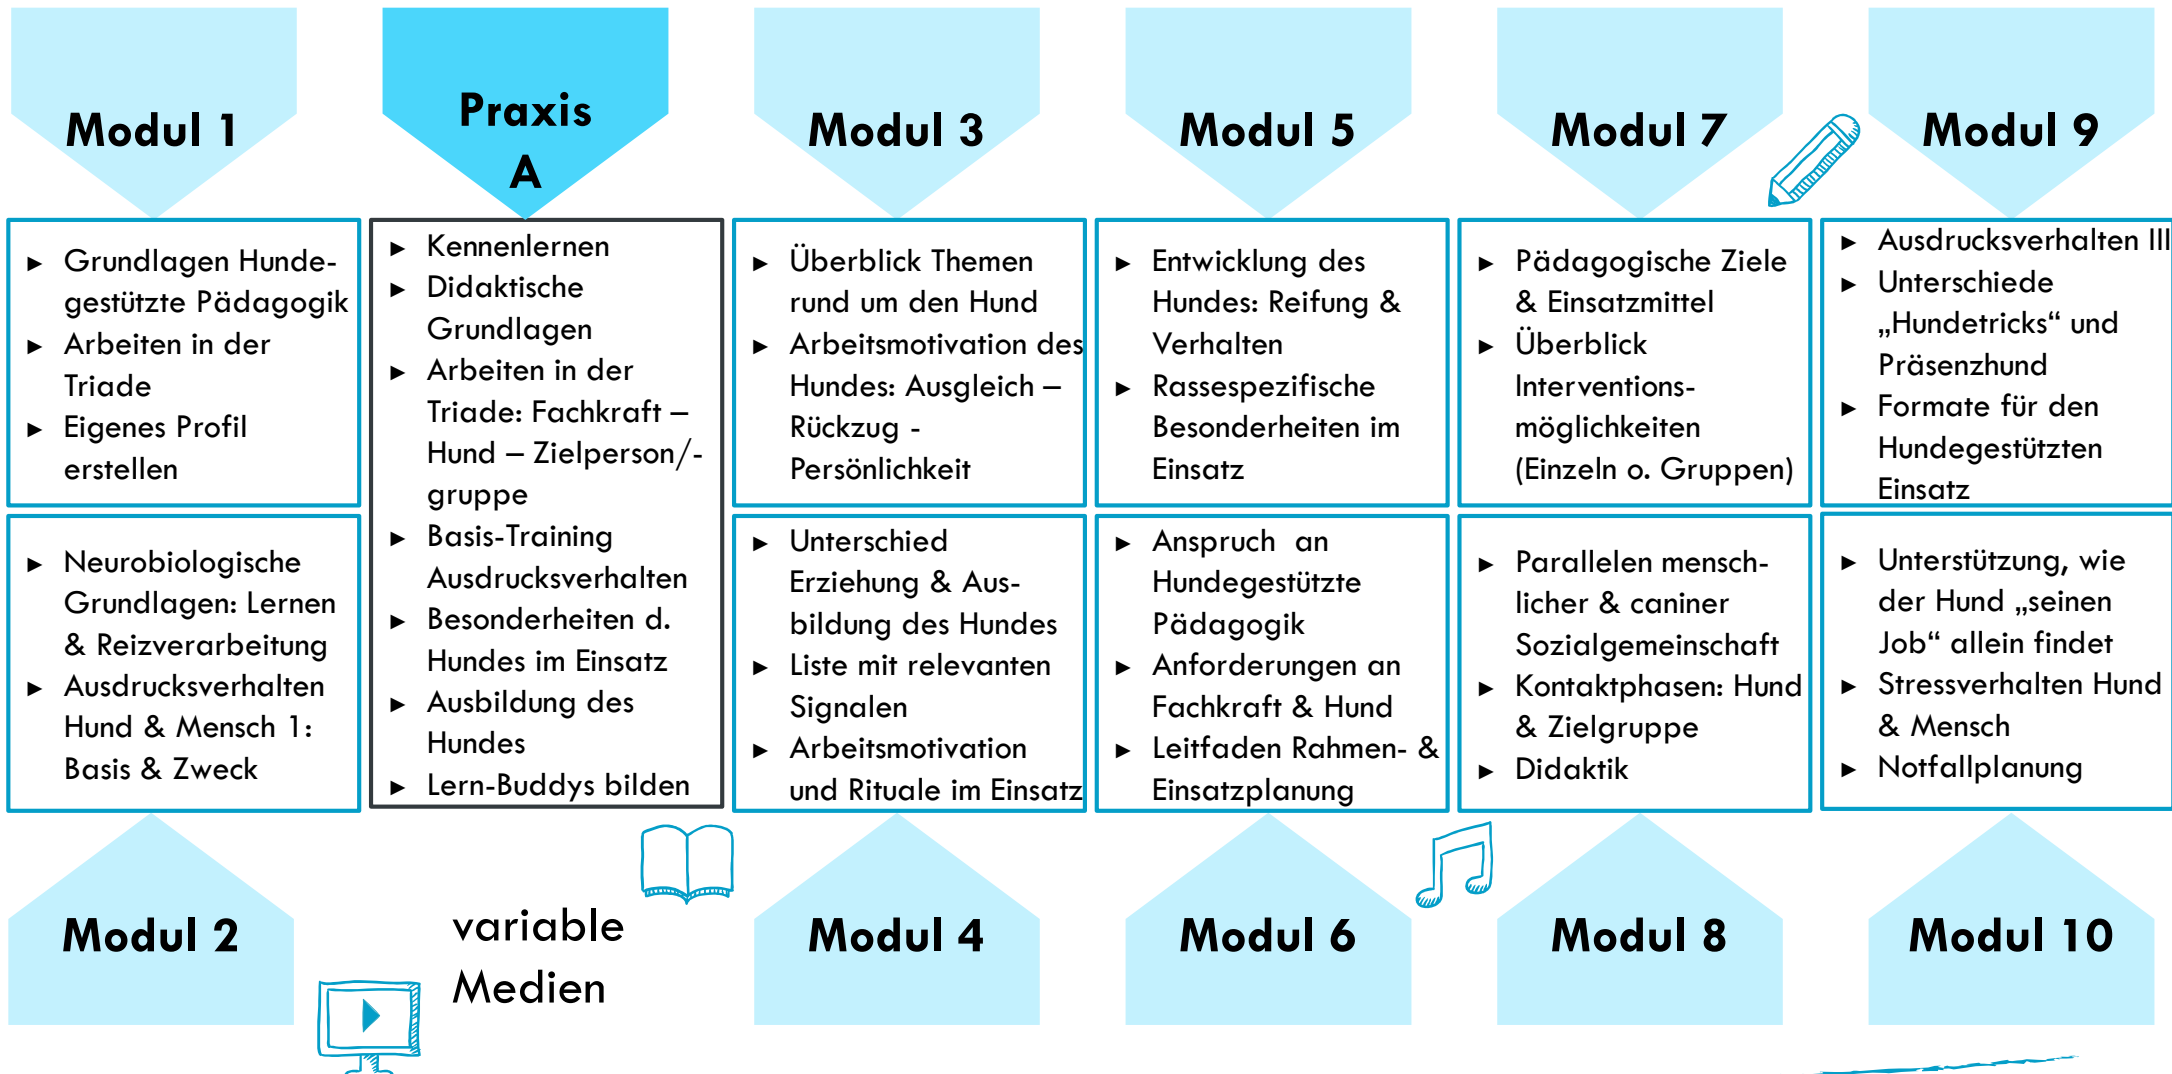 Modul 1
Praxis
A
Modul 3
Modul 5
Modul 7
Modul 9
► Grundlagen Hunde-
gestützte Pädagogik
► Arbeiten in der
Triade
► Eigenes Profil
erstellen
► Neurobiologische
Grundlagen: Lernen
& Reizverarbeitung
► Ausdrucksverhalten
Hund & Mensch 1:
Basis & Zweck
► Kennenlernen
► Didaktische
Grundlagen
► Arbeiten in der
Triade: Fachkraft –
Hund – Zielperson/-
gruppe
► Basis-Training
Ausdrucksverhalten
► Besonderheiten d.
Hundes im Einsatz
► Ausbildung des
Hundes
► Lern-Buddys bilden
► Überblick Themen
rund um den Hund
► Arbeitsmotivation des
Hundes: Ausgleich –
Rückzug -
Persönlichkeit
► Unterschied
Erziehung & Aus-
bildung des Hundes
► Liste mit relevanten
Signalen
► Arbeitsmotivation
und Rituale im Einsatz
► Entwicklung des
Hundes: Reifung &
Verhalten
► Rassespezifische
Besonderheiten im
Einsatz
► Anspruch  an
Hundegestützte
Pädagogik
► Anforderungen an
Fachkraft & Hund
► Leitfaden Rahmen- &
Einsatzplanung
► Pädagogische Ziele
& Einsatzmittel
► Überblick
Interventions-
möglichkeiten
(Einzeln o. Gruppen)
► Parallelen mensch-
licher & caniner
Sozialgemeinschaft
► Kontaktphasen: Hund
& Zielgruppe
► Didaktik
► Ausdrucksverhalten III
► Unterschiede
„Hundetricks“ und
Präsenzhund
► Formate für den
Hundegestützten
Einsatz
► Unterstützung, wie
der Hund „seinen
Job“ allein findet
► Stressverhalten Hund
& Mensch
► Notfallplanung
Modul 2
variable
Medien
Modul 4
Modul 6
Modul 8
Modul 10